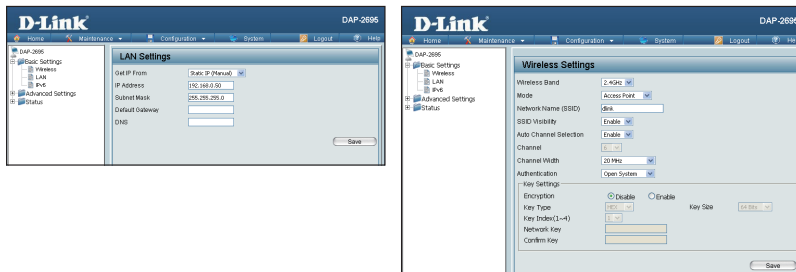 D-Link
DAP-2695
Home Maintenance Configuration System Logout Help
DAP-2695
Basic Settings
Wireless
LAN
IPv6
Advanced Settings
Status
LAN Settings
Get IP From Static IP (Manual)
IP Address 192.168.0.50
Subnet Mask 255.255.255.0
Default Gateway
DNS
Save
D-Link
DAP-2695
Home Maintenance Configuration System Logout Help
DAP-2695
Basic Settings
Wireless
LAN
IPv6
Advanced Settings
Status
Wireless Settings
Wireless Band 2.4GHz
Mode Access Point
Network Name (SSID) dlink
SSID Visibility Enable
Auto Channel Selection Enable
Channel 6
Channel Width 20 MHz
Authentication Open System
Key Settings
Encryption Disable Enable
Key Type HEX Key Size 64 Bits
Key Index(1~4) 1
Network Key
Confirm Key
Save